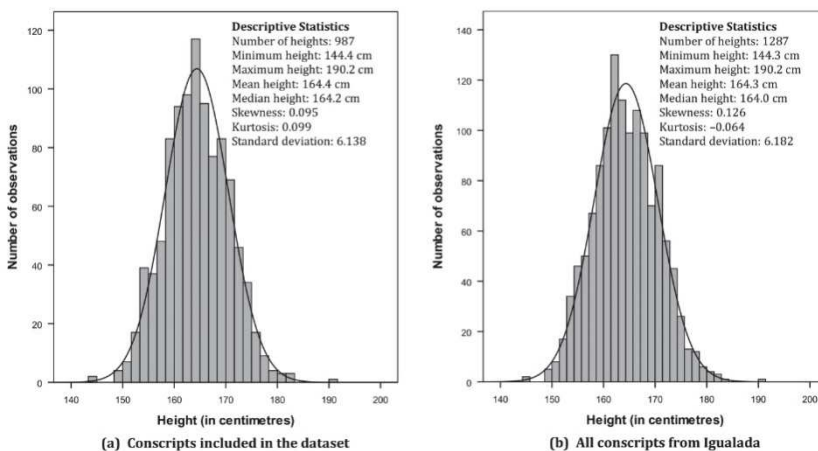 Descriptive Statistics
Number of heights: 987
Minimum height: 144.4 cm
Maximum height: 190.2 cm
Mean height: 164.4 cm
Median height: 164.2 cm
Skewness: 0.095
Kurtosis: 0.099
Standard deviation: 6.138
120
100
80
60
40
20
0
Number of observations
140 150 160 170 180 190 200
Height (in centimetres)
(a) Conscripts included in the dataset
Descriptive Statistics
Number of heights: 1287
Minimum height: 144.3 cm
Maximum height: 190.2 cm
Mean height: 164.3 cm
Median height: 164.0 cm
Skewness: 0.126
Kurtosis: –0.064
Standard deviation: 6.182
140
120
100
80
60
40
20
0
Number of observations
140 150 160 170 180 190 200
Height (in centimetres)
(b) All conscripts from Igualada